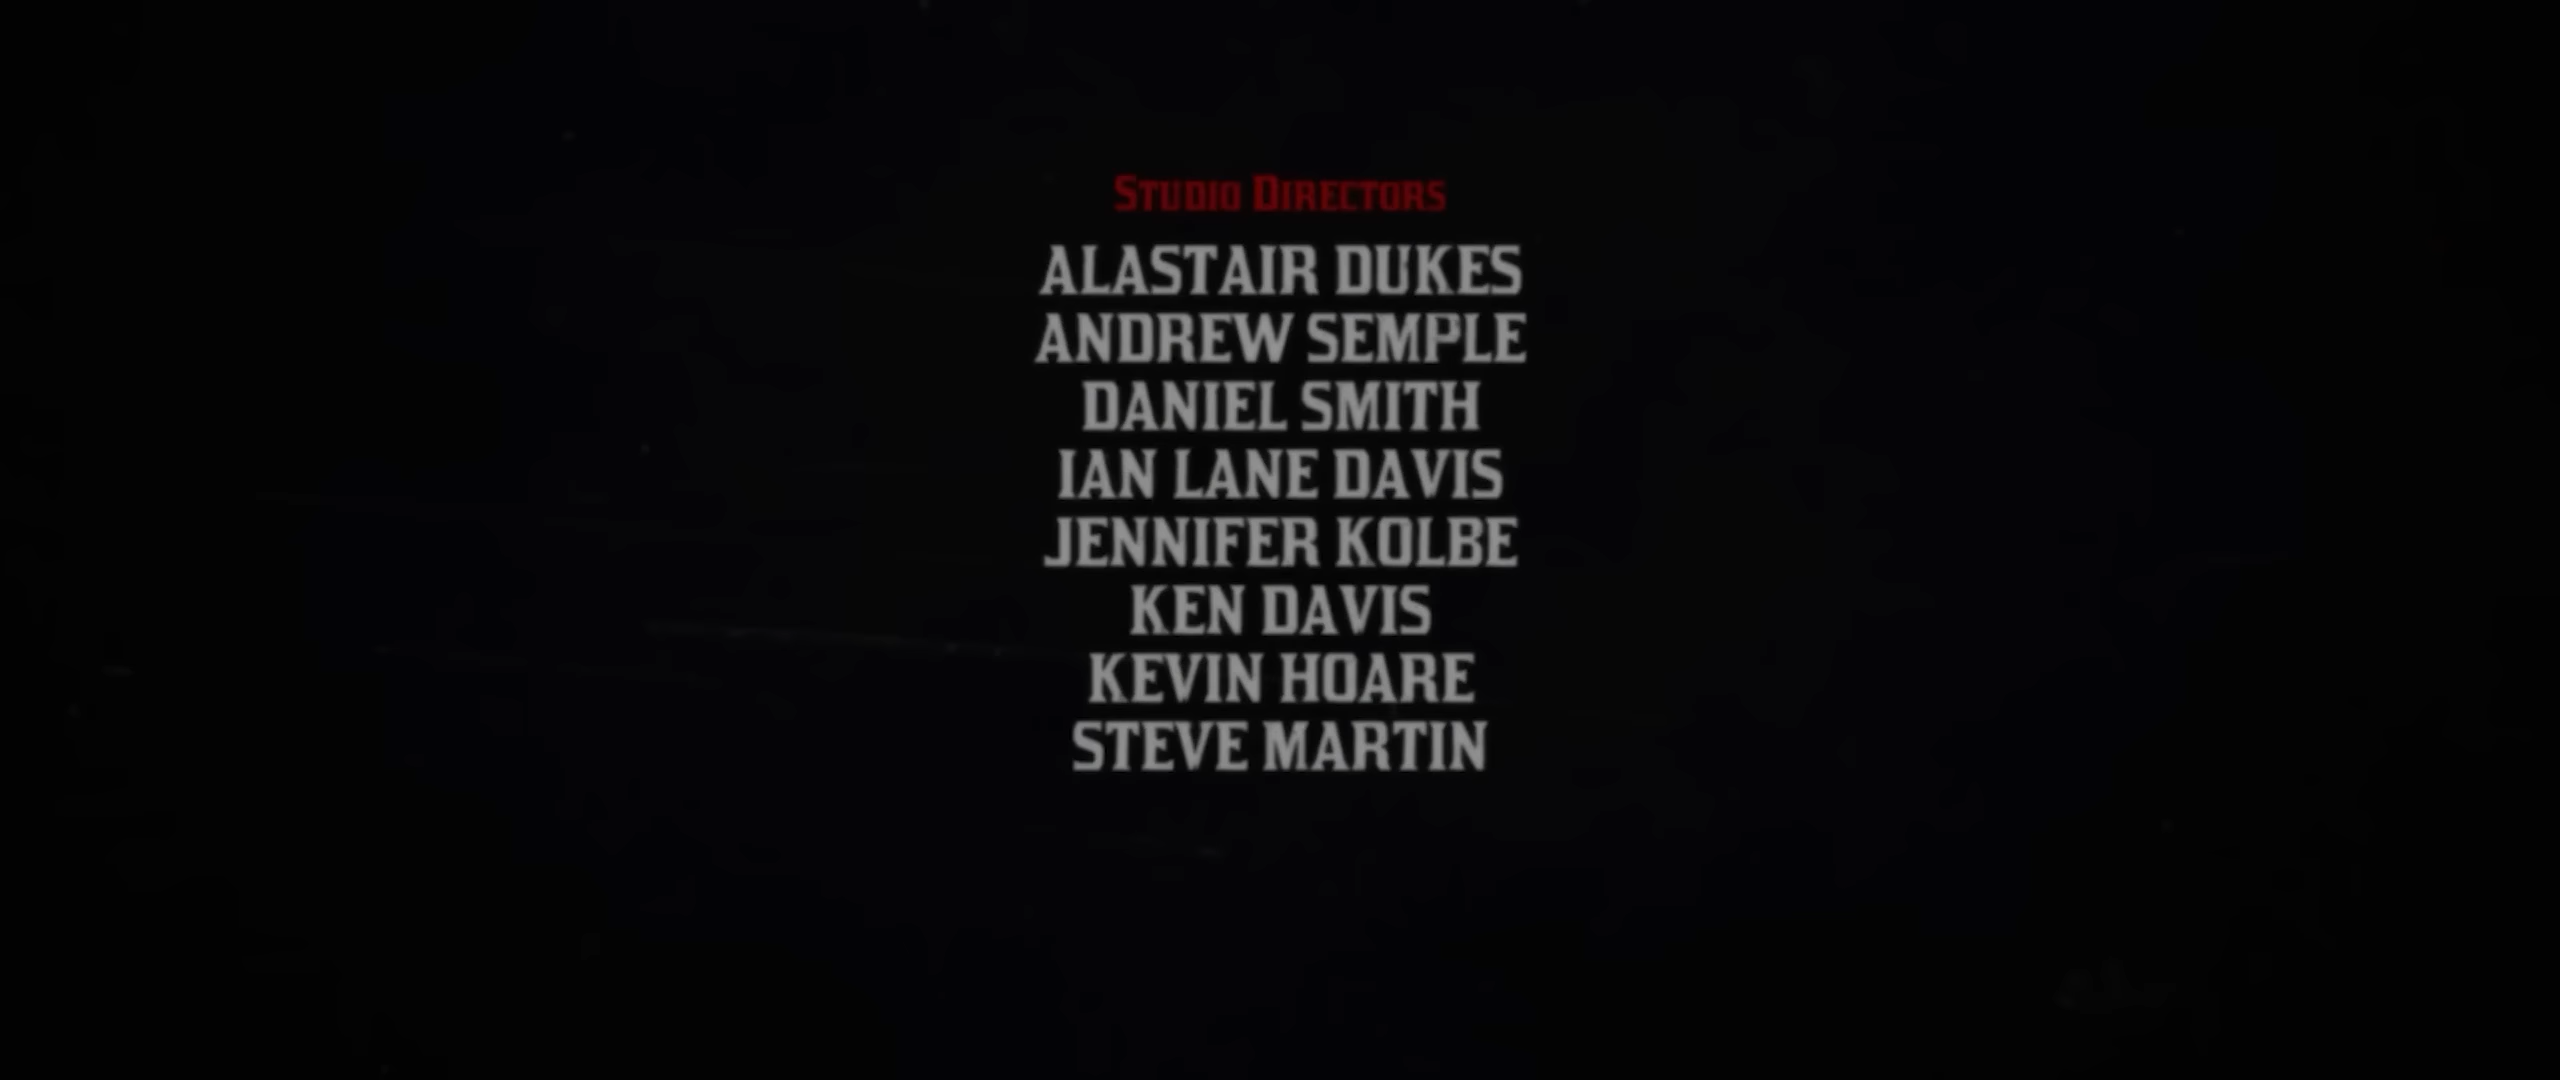 Studio Directors
ALASTAIR DUKES
ANDREW SEMPLE
DANIEL SMITH
IAN LANE DAVIS
JENNIFER KOLBE
KEN DAVIS
KEVIN HOARE
STEVE MARTIN